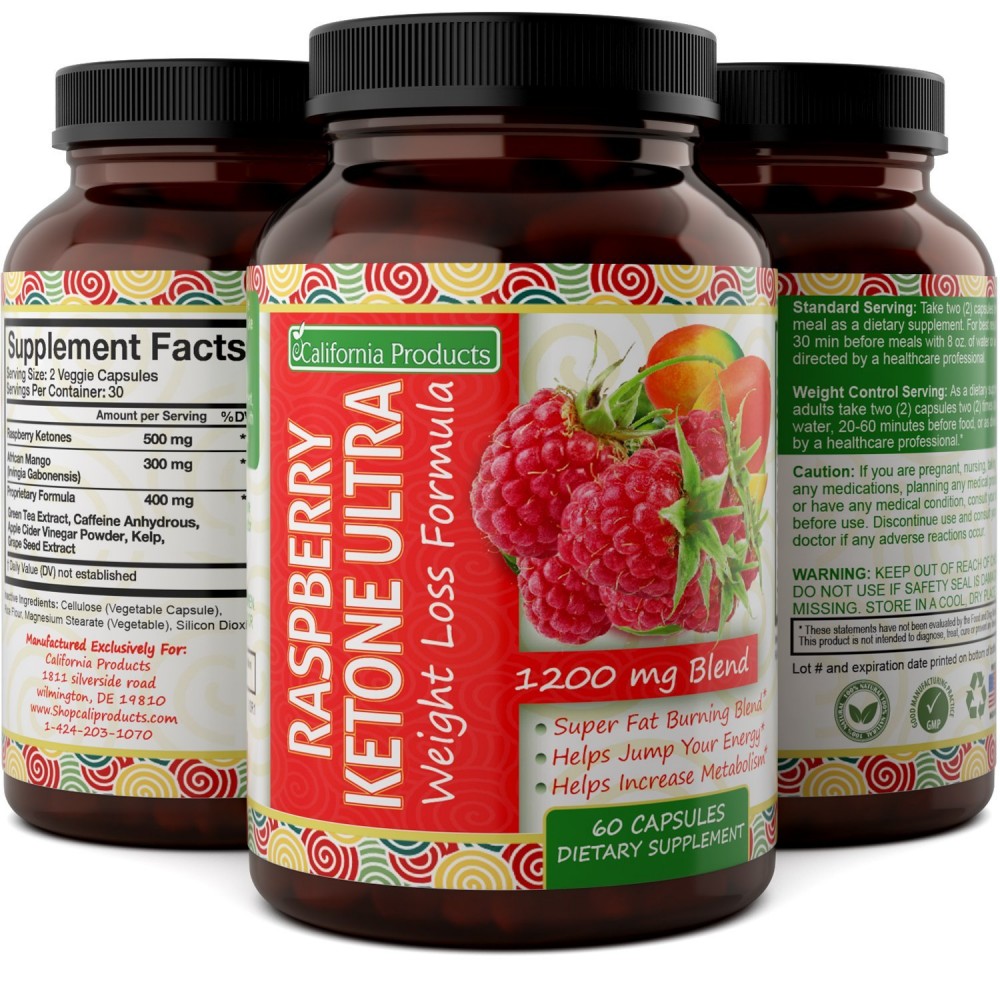 Supplement Facts
Serving Size: 2 Veggie Capsules
Servings Per Container: 30
Amount per Serving %DV
Raspberry Ketones 500 mg *
African Mango 300 mg *
(Irvingia Gabonensis)
Proprietary Formula 400 mg *
Green Tea Extract, Caffeine Anhydrous,
Apple Cider Vinegar Powder, Kelp,
Grape Seed Extract
Daily Value (DV) not established
Inactive Ingredients: Cellulose (Vegetable Capsule),
Rice Flour, Magnesium Stearate (Vegetable), Silicon
Manufactured Exclusively For:
California Products
1811 silverside road
wilmington, DE 19810
www.Shopcaliproducts.com
1-424-203-1070
California Products
RASPBERRY
KETONE ULTRA
Weight Loss Formula
1200 mg Blend
• Super Fat Burning Blend*
• Helps Jump Your Energy*
• Helps Increase Metabolism*
60 CAPSULES
DIETARY SUPPLEMENT
Standard Serving: Take two (2) capsules
meal as a dietary supplement. For best
30 min before meals with 8 oz. of water
directed by a healthcare professional.
Weight Control Serving: As a dietary
adults take two (2) capsules two (2) times
water, 20-60 minutes before food, or as
by a healthcare professional.*
Caution: If you are pregnant, nursing,
any medications, planning any medical
or have any medical condition, consult
before use. Discontinue use and consult
doctor if any adverse reactions occur.
WARNING: KEEP OUT OF REACH OF
DO NOT USE IF SAFETY SEAL IS
MISSING. STORE IN A COOL, DRY
* These statements have not been evaluated by the Food and
This product is not intended to diagnose, treat, cure or
Lot # and expiration date printed on bottom of
100% NATURAL
GOOD MANUFACTURING PRACTICE
GMP